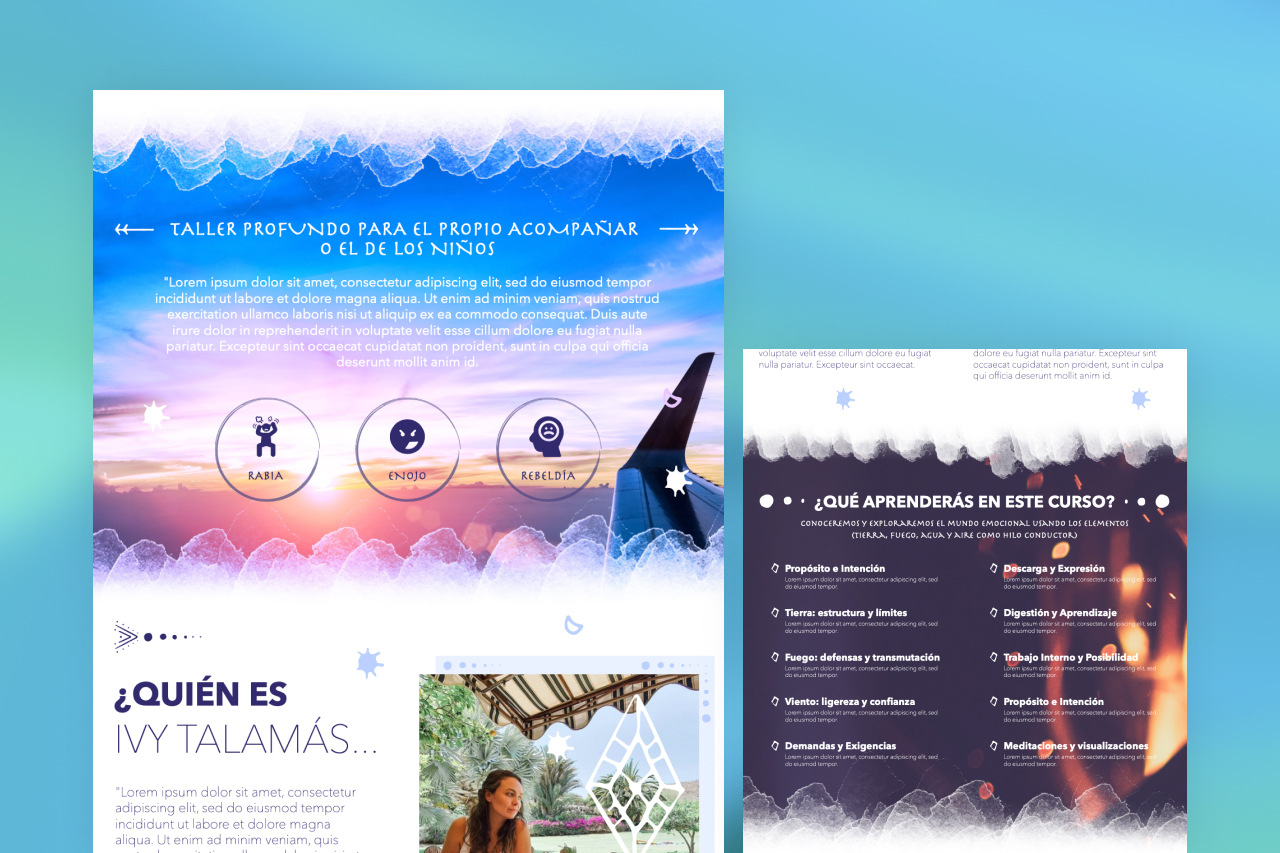 TALLER PROFUNDO PARA EL PROPIO ACOMPAÑAR
O EL DE LOS NIÑOS
"Lorem ipsum dolor sit amet, consectetur adipiscing elit, sed do eiusmod tempor
incididunt ut labore et dolore magna aliqua. Ut enim ad minim veniam, quis nostrud
exercitation ullamco laboris nisi ut aliquip ex ea commodo consequat. Duis aute
irure dolor in reprehenderit in voluptate velit esse cillum dolore eu fugiat nulla
pariatur. Excepteur sint occaecat cupidatat non proident, sunt in culpa qui officia
deserunt mollit anim id.
RABIA
ENOJO
REBELDÍA
¿QUIÉN ES
IVY TALAMÁS...
"Lorem ipsum dolor sit amet, consectetur
adipiscing elit, sed do eiusmod tempor
incididunt ut labore et dolore magna
aliqua. Ut enim ad minim veniam, quis
voluptate velit esse cillum dolore eu fugiat
nulla pariatur. Excepteur sint occaecat.
dolore eu fugiat nulla pariatur. Excepteur sint
occaecat cupidatat non proident, sunt in culpa
qui officia deserunt mollit anim id.
¿QUÉ APRENDERÁS EN ESTE CURSO?
CONOCEREMOS Y EXPLORAREMOS EL MUNDO EMOCIONAL USANDO LOS ELEMENTOS
(TIERRA, FUEGO, AGUA Y AIRE COMO HILO CONDUCTOR)
Propósito e Intención
Lorem ipsum dolor sit amet, consectetur adipiscing elit, sed
do eiusmod tempor.
Tierra: estructura y límites
Lorem ipsum dolor sit amet, consectetur adipiscing elit, sed
do eiusmod tempor.
Fuego: defensas y transmutación
Lorem ipsum dolor sit amet, consectetur adipiscing elit, sed
do eiusmod tempor.
Viento: ligereza y confianza
Lorem ipsum dolor sit amet, consectetur adipiscing elit, sed
do eiusmod tempor.
Demandas y Exigencias
Lorem ipsum dolor sit amet, consectetur adipiscing elit, sed
do eiusmod tempor.
Descarga y Expresión
Lorem ipsum dolor sit amet, consectetur adipiscing elit, sed
do eiusmod tempor.
Digestión y Aprendizaje
Lorem ipsum dolor sit amet, consectetur adipiscing elit, sed
do eiusmod tempor.
Trabajo Interno y Posibilidad
Lorem ipsum dolor sit amet, consectetur adipiscing elit, sed
do eiusmod tempor.
Propósito e Intención
Lorem ipsum dolor sit amet, consectetur adipiscing elit, sed
do eiusmod tempor.
Meditaciones y visualizaciones
Lorem ipsum dolor sit amet, consectetur adipiscing elit, sed
do eiusmod tempor.